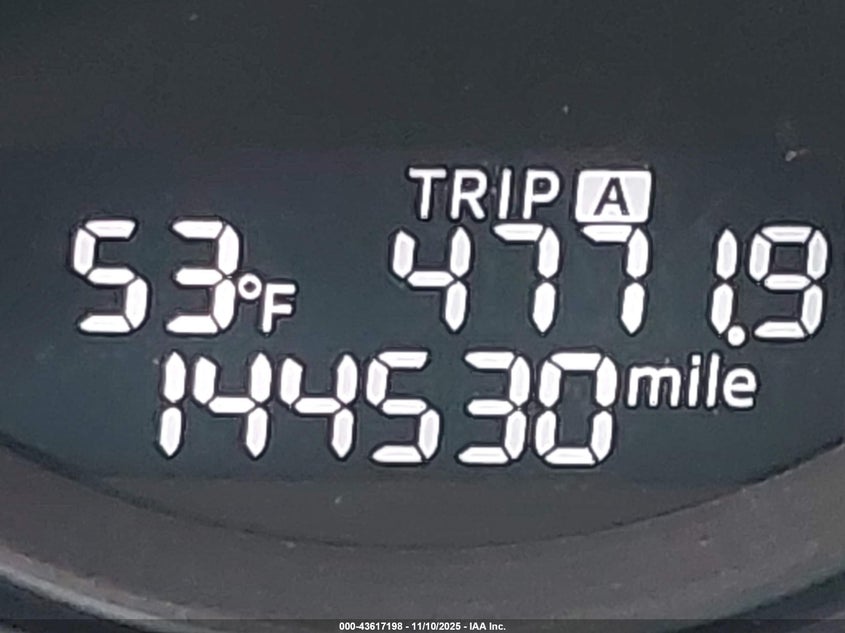 TRIP A
53°F 4771.9
144530 mile
000-43617198 - 11/10/2025 - IAA Inc.